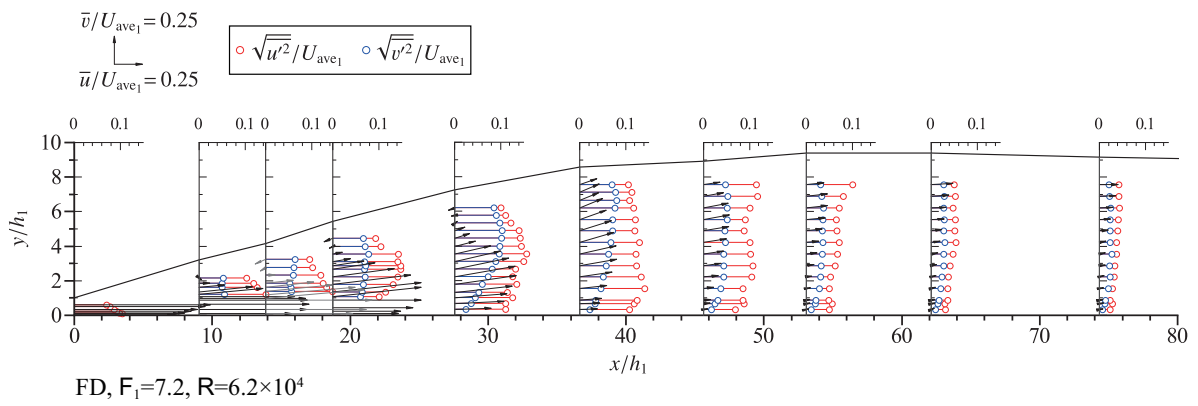 v̅/U_ave₁ = 0.25
√u′²/U_ave₁ √v′²/U_ave₁
u̅/U_ave₁ = 0.25
0 0.1 0 0.1 0 0.1 0 0.1 0 0.1 0 0.1 0 0.1 0 0.1 0 0.1 0 0.1
10
8
6
y/h₁
4
2
0
0 10 20 30 40 50 60 70 80
x/h₁
FD, F₁=7.2, R=6.2×10⁴